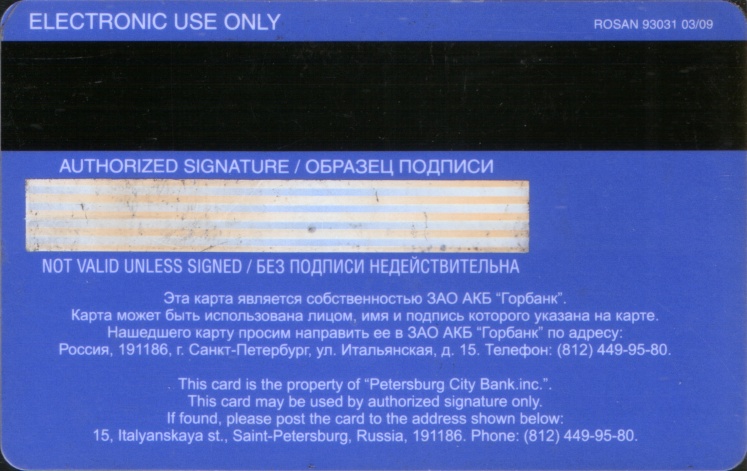 ELECTRONIC USE ONLY
ROSAN 93031 03/09
AUTHORIZED SIGNATURE / ОБРАЗЕЦ ПОДПИСИ
NOT VALID UNLESS SIGNED / БЕЗ ПОДПИСИ НЕДЕЙСТВИТЕЛЬНА
Эта карта является собственностью ЗАО АКБ “Горбанк”.
Карта может быть использована лицом, имя и подпись которого указана на карте.
Нашедшего карту просим направить ее в ЗАО АКБ “Горбанк” по адресу:
Россия, 191186, г. Санкт-Петербург, ул. Итальянская, д. 15. Телефон: (812) 449-95-80.
This card is the property of “Petersburg City Bank.inc.”.
This card may be used by authorized signature only.
If found, please post the card to the address shown below:
15, Italyanskaya st., Saint-Petersburg, Russia, 191186. Phone: (812) 449-95-80.